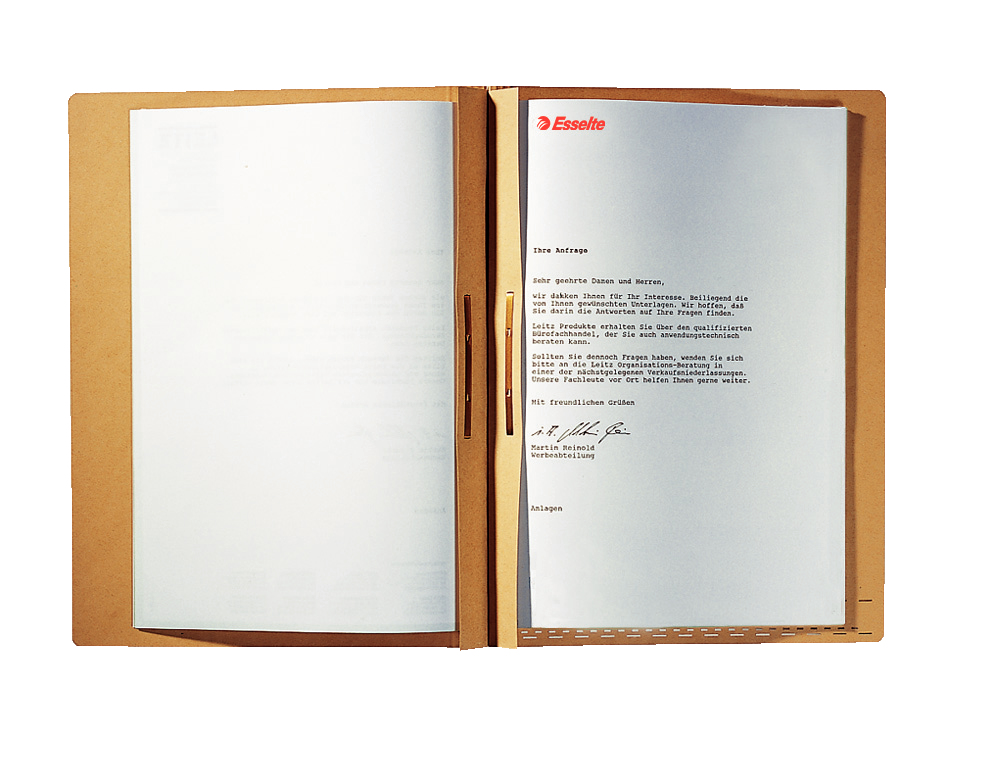 Esselte
Ihre Anfrage
Sehr geehrte Damen und Herren,
wir danken Ihnen für Ihr Interesse. Beiliegend die
von Ihnen gewünschten Unterlagen. Wir hoffen, daß
Sie darin die Antworten auf Ihre Fragen finden.
Leitz Produkte erhalten Sie über den qualifizierten
Bürofachhandel, der Sie auch anwendungstechnisch
beraten kann.
Sollten Sie dennoch Fragen haben, wenden Sie sich
bitte an die Leitz Organisations-Beratung in
einer der nächstgelegenen Verkaufsniederlassungen.
Unsere Fachleute vor Ort helfen Ihnen gerne weiter.
Mit freundlichen Grüßen
Martin Reinold
Werbeabteilung
Anlagen